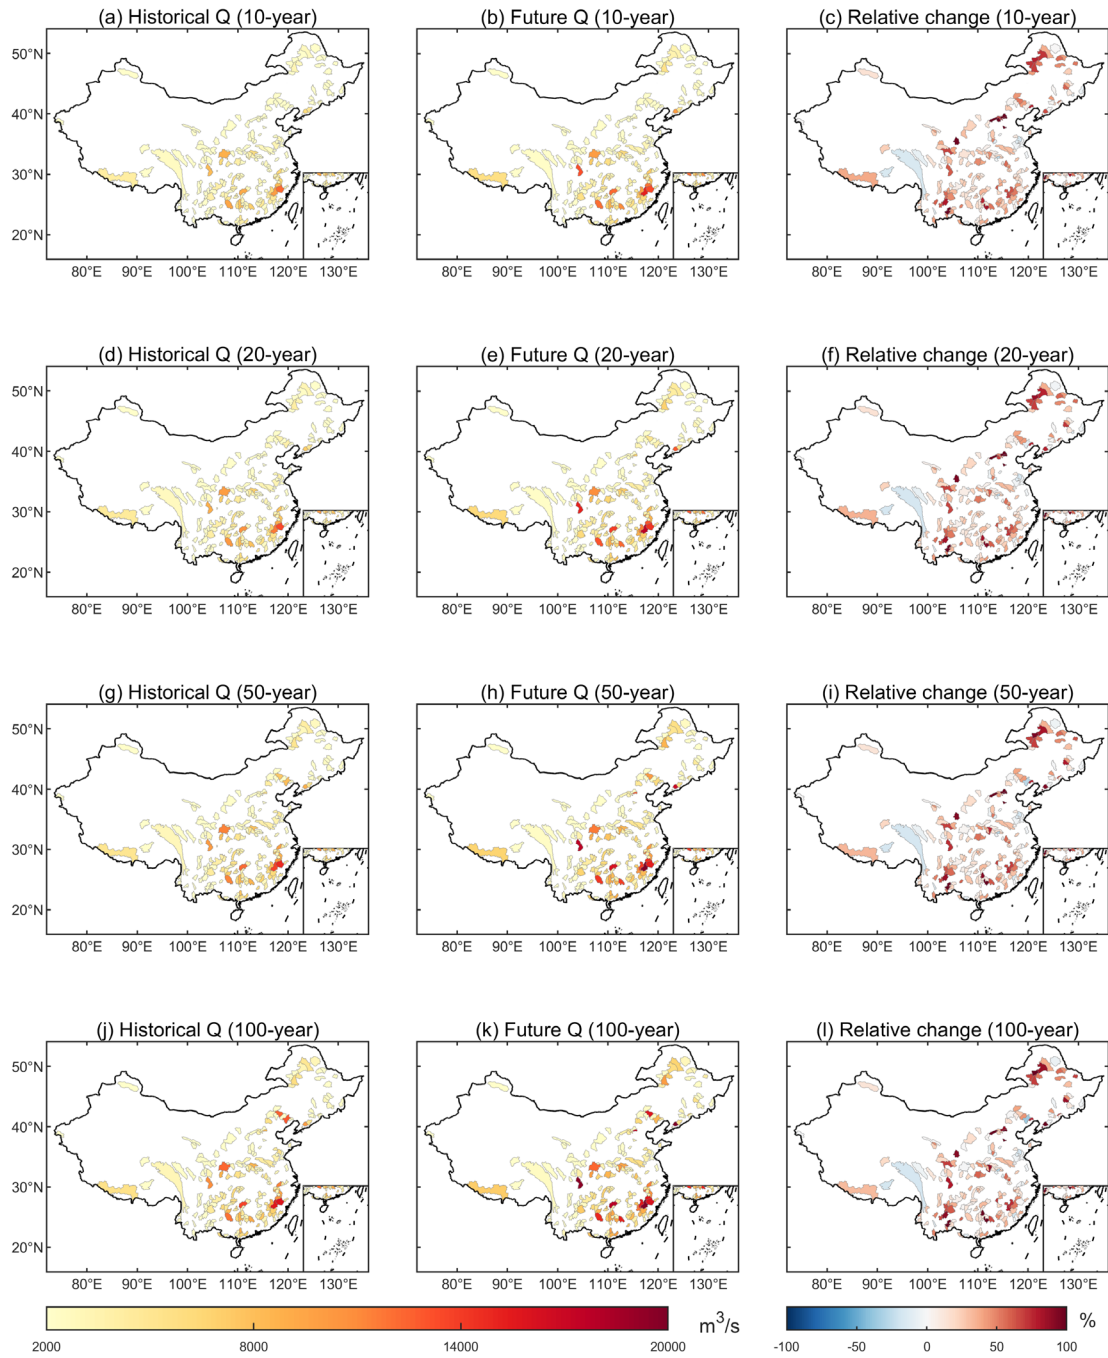 (a) Historical Q (10-year)
(b) Future Q (10-year)
(c) Relative change (10-year)
50°N
40°N
30°N
20°N
80°E 90°E 100°E 110°E 120°E 130°E
80°E 90°E 100°E 110°E 120°E 130°E
80°E 90°E 100°E 110°E 120°E 130°E
(d) Historical Q (20-year)
(e) Future Q (20-year)
(f) Relative change (20-year)
50°N
40°N
30°N
20°N
80°E 90°E 100°E 110°E 120°E 130°E
80°E 90°E 100°E 110°E 120°E 130°E
80°E 90°E 100°E 110°E 120°E 130°E
(g) Historical Q (50-year)
(h) Future Q (50-year)
(i) Relative change (50-year)
50°N
40°N
30°N
20°N
80°E 90°E 100°E 110°E 120°E 130°E
80°E 90°E 100°E 110°E 120°E 130°E
80°E 90°E 100°E 110°E 120°E 130°E
(j) Historical Q (100-year)
(k) Future Q (100-year)
(l) Relative change (100-year)
50°N
40°N
30°N
20°N
80°E 90°E 100°E 110°E 120°E 130°E
80°E 90°E 100°E 110°E 120°E 130°E
80°E 90°E 100°E 110°E 120°E 130°E
2000 8000 14000 20000
m³/s
-100 -50 0 50 100
%